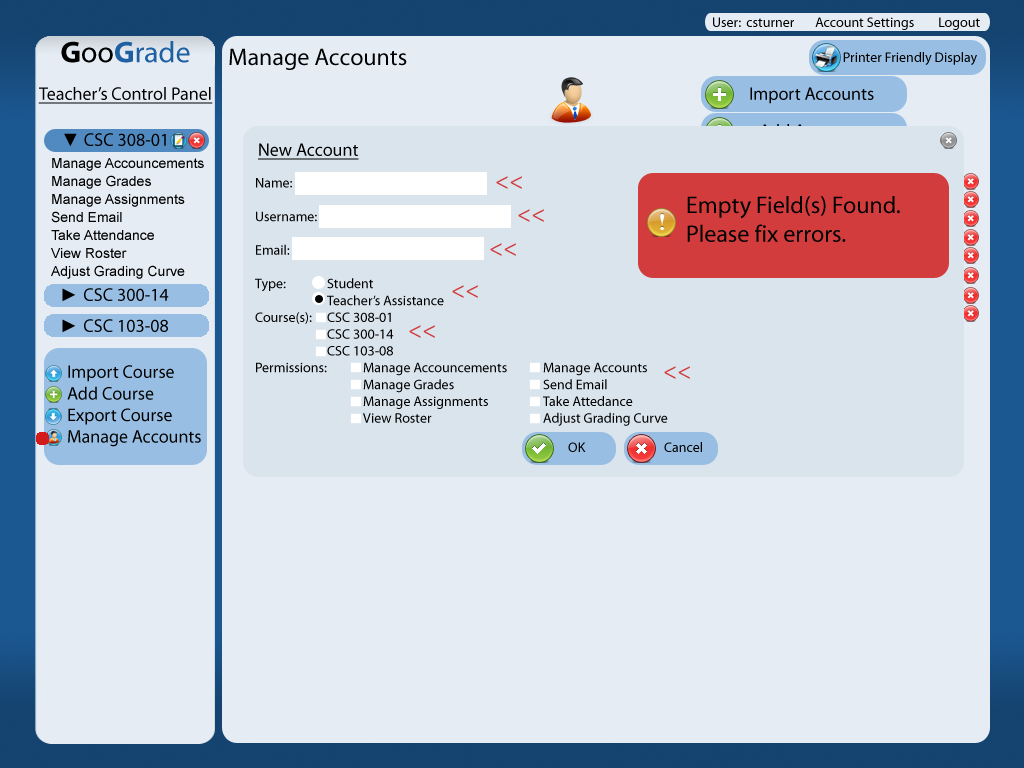 User: csturner Account Settings Logout
GooGrade
Teacher's Control Panel
▼ CSC 308-01
Manage Accouncements
Manage Grades
Manage Assignments
Send Email
Take Attendance
View Roster
Adjust Grading Curve
► CSC 300-14
► CSC 103-08
Import Course
Add Course
Export Course
Manage Accounts
Manage Accounts
Printer Friendly Display
Import Accounts
New Account
Name: <<
Username: <<
Email: <<
Type: Student
Teacher's Assistance <<
Course(s): CSC 308-01
CSC 300-14 <<
CSC 103-08
Permissions: Manage Accouncements Manage Accounts <<
Manage Grades Send Email
Manage Assignments Take Attedance
View Roster Adjust Grading Curve
OK Cancel
Empty Field(s) Found.
Please fix errors.